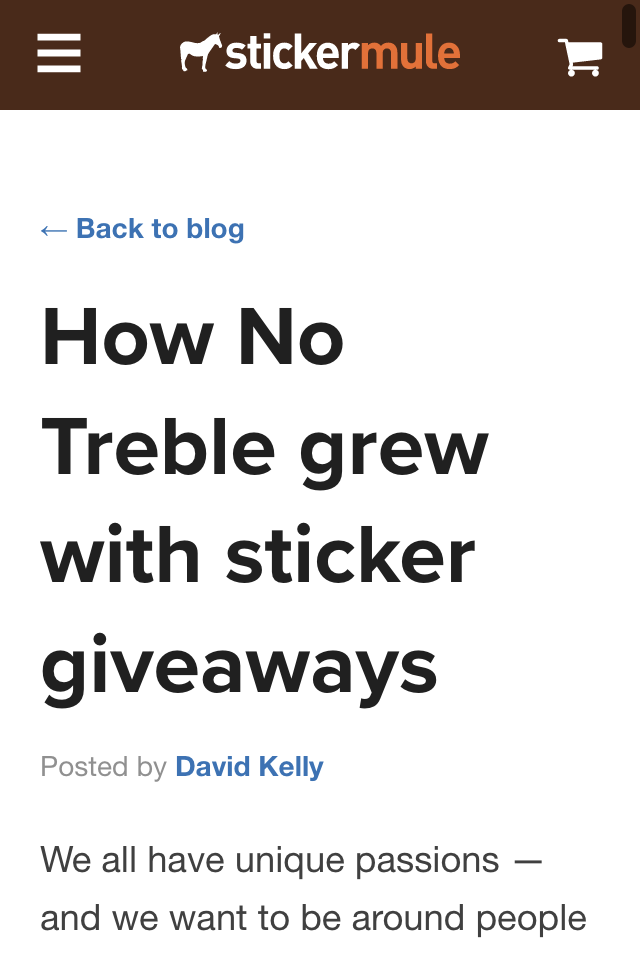 stickermule
← Back to blog
How No
Treble grew
with sticker
giveaways
Posted by David Kelly
We all have unique passions —
and we want to be around people